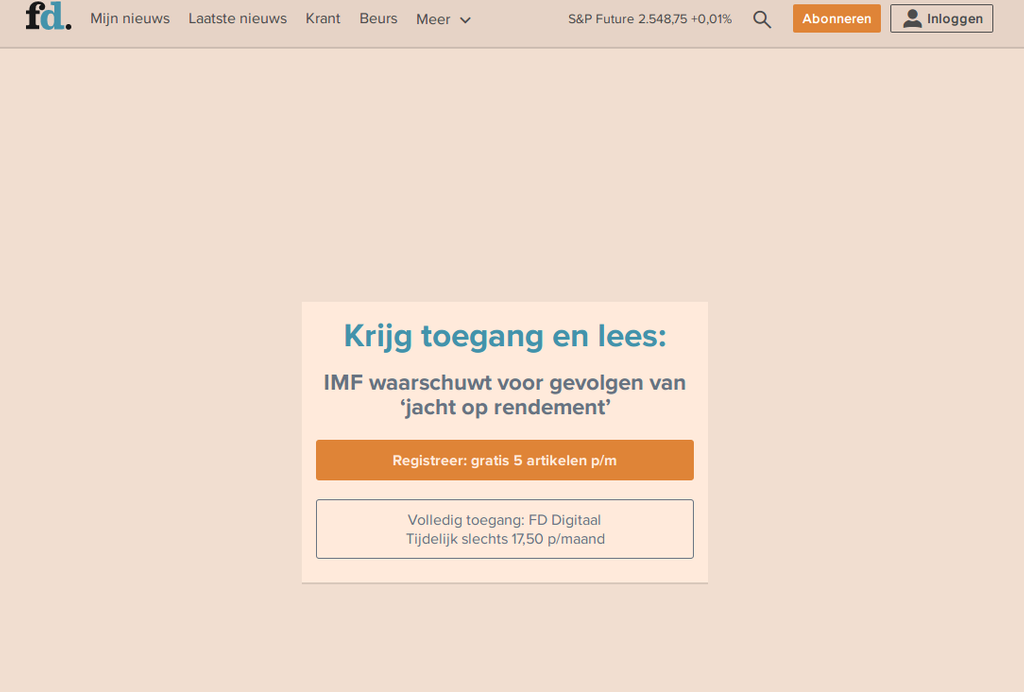 fd.
Mijn nieuws
Laatste nieuws
Krant
Beurs
Meer
S&P Future 2.548,75 +0,01%
Abonneren
Inloggen
Krijg toegang en lees:
IMF waarschuwt voor gevolgen van
‘jacht op rendement’
Registreer: gratis 5 artikelen p/m
Volledig toegang: FD Digitaal
Tijdelijk slechts 17,50 p/maand